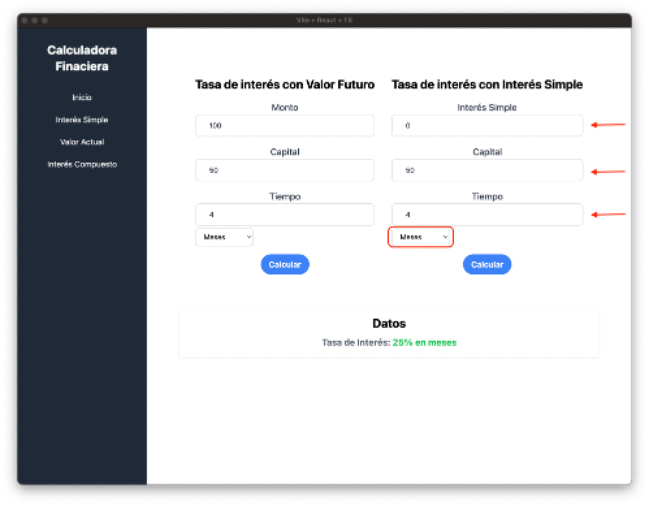 Vite + React + TS
Calculadora
Finaciera
Inicio
Interés Simple
Valor Actual
Interés Compuesto
Tasa de interés con Valor Futuro
Monto
100
Capital
50
Tiempo
4
Meses
Calcular
Tasa de interés con Interés Simple
Interés Simple
0
Capital
50
Tiempo
4
Meses
Calcular
Datos
Tasa de Interés: 25% en meses